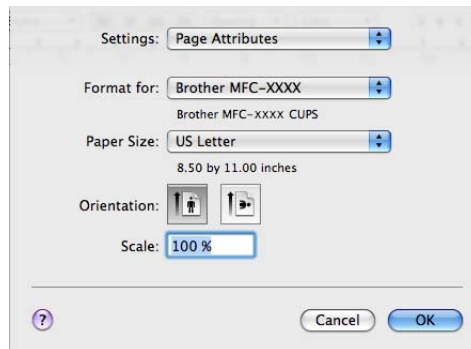 Settings: Page Attributes
Format for: Brother MFC-XXXX
Brother MFC-XXXX CUPS
Paper Size: US Letter
8.50 by 11.00 inches
Orientation:
Scale: 100 %
? Cancel OK